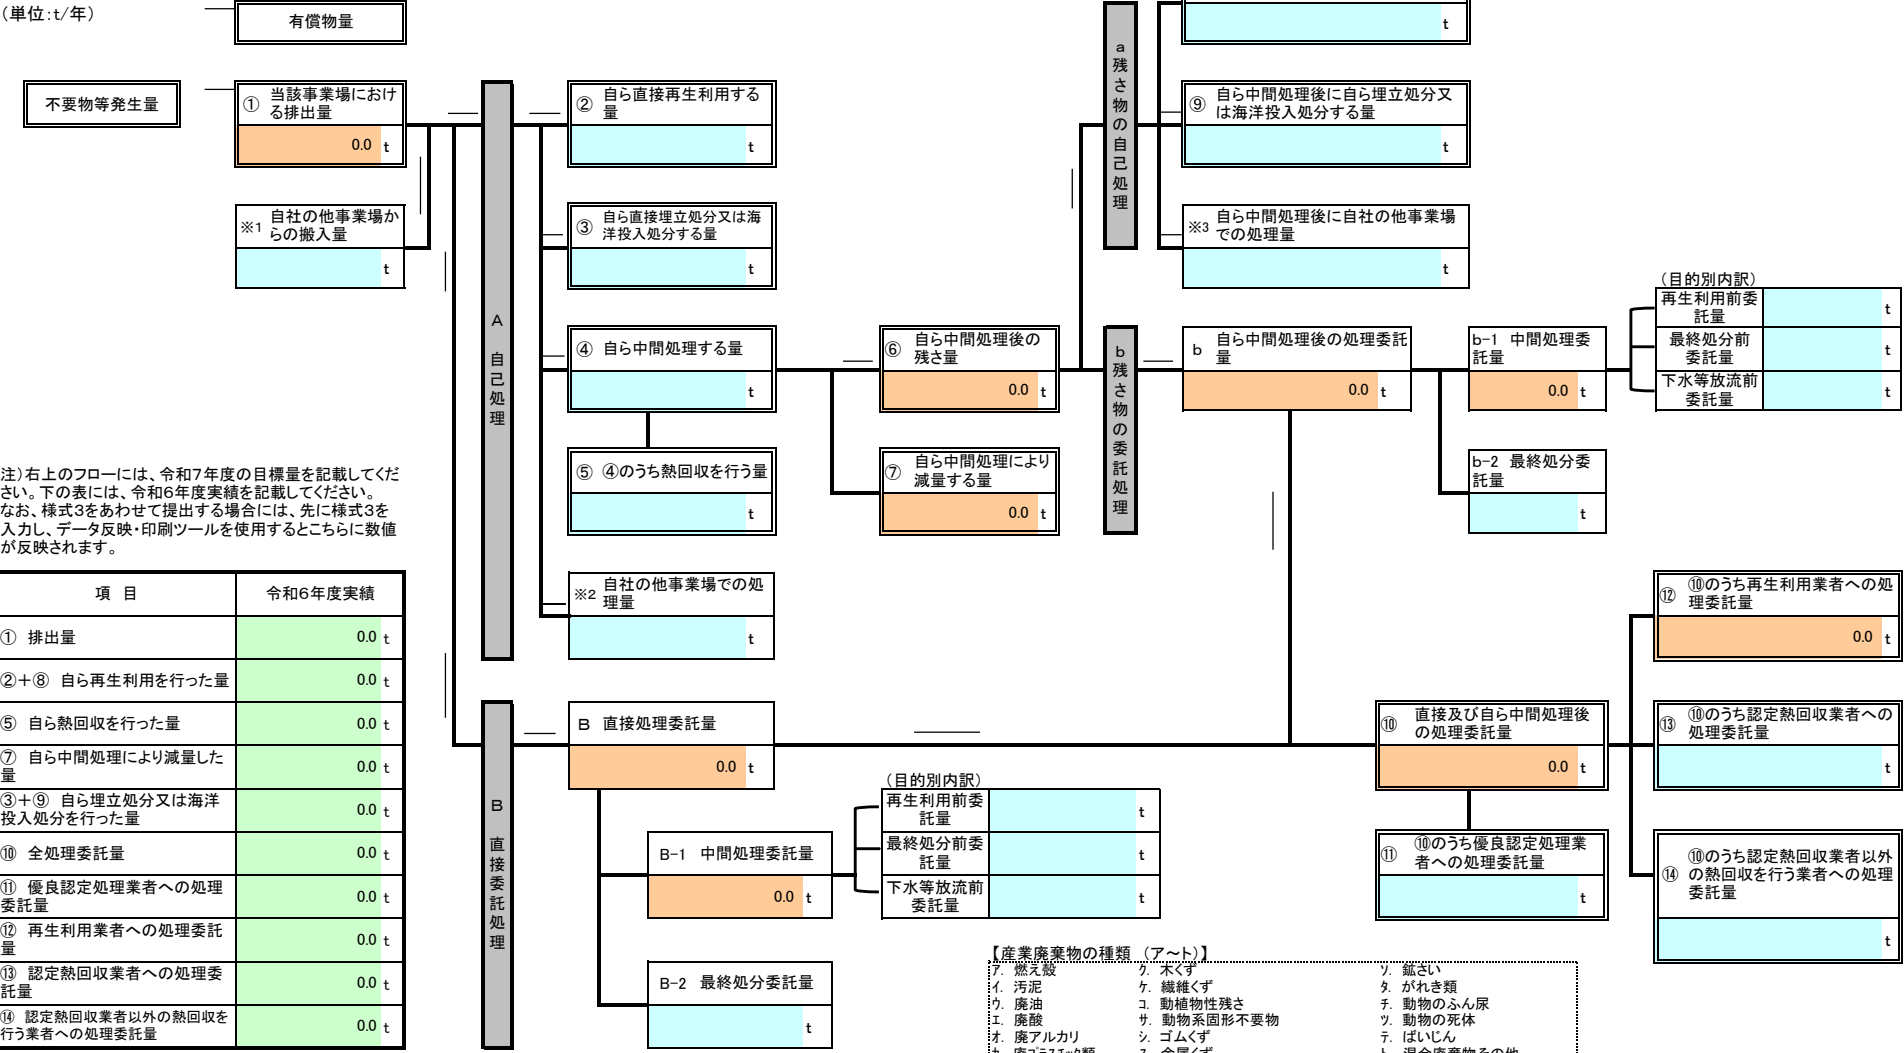 (単位:t/年)
有償物量
不要物等発生量
① 当該事業場におけ
る排出量
0.0 t
※1 自社の他事業場か
らの搬入量
t
A
自己処理
② 自ら直接再生利用する
量
t
③ 自ら直接埋立処分又は海
洋投入処分する量
t
④ 自ら中間処理する量
t
⑤ ④のうち熱回収を行う量
t
※2 自社の他事業場での処
理量
t
⑥ 自ら中間処理後の
残さ量
0.0 t
⑦ 自ら中間処理により
減量する量
0.0 t
a残さ物の自己処理
t
⑨ 自ら中間処理後に自ら埋立処分又
は海洋投入処分する量
t
※3 自ら中間処理後に自社の他事業場
での処理量
t
b残さ物の委託処理
b 自ら中間処理後の処理委託
量
0.0 t
b-1 中間処理委
託量
0.0 t
b-2 最終処分委
託量
t
(目的別内訳)
再生利用前委
託量
t
最終処分前
委託量
t
下水等放流前
委託量
t
注)右上のフローには、令和7年度の目標量を記載してくだ
さい。下の表には、令和6年度実績を記載してください。
なお、様式3をあわせて提出する場合には、先に様式3を
入力し、データ反映・印刷ツールを使用するとこちらに数値
が反映されます。
項 目 令和6年度実績
① 排出量 0.0 t
②+⑧ 自ら再生利用を行った量 0.0 t
⑤ 自ら熱回収を行った量 0.0 t
⑦ 自ら中間処理により減量した
量 0.0 t
③+⑨ 自ら埋立処分又は海洋
投入処分を行った量 0.0 t
⑩ 全処理委託量 0.0 t
⑪ 優良認定処理業者への処理
委託量 0.0 t
⑫ 再生利用業者への処理委託
量 0.0 t
⑬ 認定熱回収業者への処理委
託量 0.0 t
⑭ 認定熱回収業者以外の熱回収を
行う業者への処理委託量 0.0 t
B
直接委託処理
B 直接処理委託量
0.0 t
B-1 中間処理委託量
0.0 t
B-2 最終処分委託量
t
(目的別内訳)
再生利用前委
託量
t
最終処分前委
託量
t
下水等放流前
委託量
t
⑩ 直接及び自ら中間処理後
の処理委託量
0.0 t
⑪ ⑩のうち優良認定処理業
者への処理委託量
t
⑫ ⑩のうち再生利用業者への処
理委託量
0.0 t
⑬ ⑩のうち認定熱回収業者への
処理委託量
t
⑭ ⑩のうち認定熱回収業者以外
の熱回収を行う業者への処理
委託量
t
【産業廃棄物の種類 (ア~ト)】
ア. 燃え殻 ク. 木くず ソ. 鉱さい
イ. 汚泥 ケ. 繊維くず タ. がれき類
ウ. 廃油 コ. 動植物性残さ チ. 動物のふん尿
エ. 廃酸 サ. 動物系固形不要物 ツ. 動物の死体
オ. 廃アルカリ シ. ゴムくず テ. ばいじん
カ. 廃プラスチック類 ス. 金属くず ト. 混合廃棄物その他